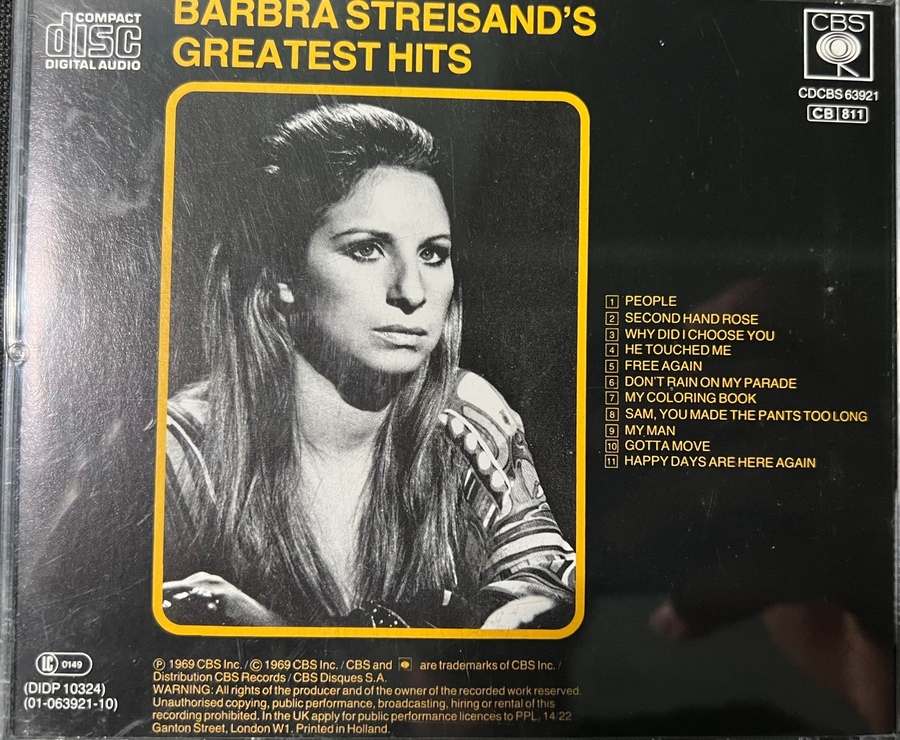 COMPACT
disc
DIGITAL AUDIO
BARBRA STREISAND'S
GREATEST HITS
CBS
CDCBS 63921
CB 811
1 PEOPLE
2 SECOND HAND ROSE
3 WHY DID I CHOOSE YOU
4 HE TOUCHED ME
5 FREE AGAIN
6 DON'T RAIN ON MY PARADE
7 MY COLORING BOOK
8 SAM, YOU MADE THE PANTS TOO LONG
9 MY MAN
10 GOTTA MOVE
11 HAPPY DAYS ARE HERE AGAIN
LC 0149
(DIDP 10324)
(01-063921-10)
℗ 1969 CBS Inc. / © 1969 CBS Inc. / CBS and are trademarks of CBS Inc. /
Distribution CBS Records / CBS Disques S.A.
WARNING: All rights of the producer and of the owner of the recorded work reserved.
Unauthorised copying, public performance, broadcasting, hiring or rental of this
recording prohibited. In the UK apply for public performance licences to PPL, 14/22
Ganton Street, London W1. Printed in Holland.